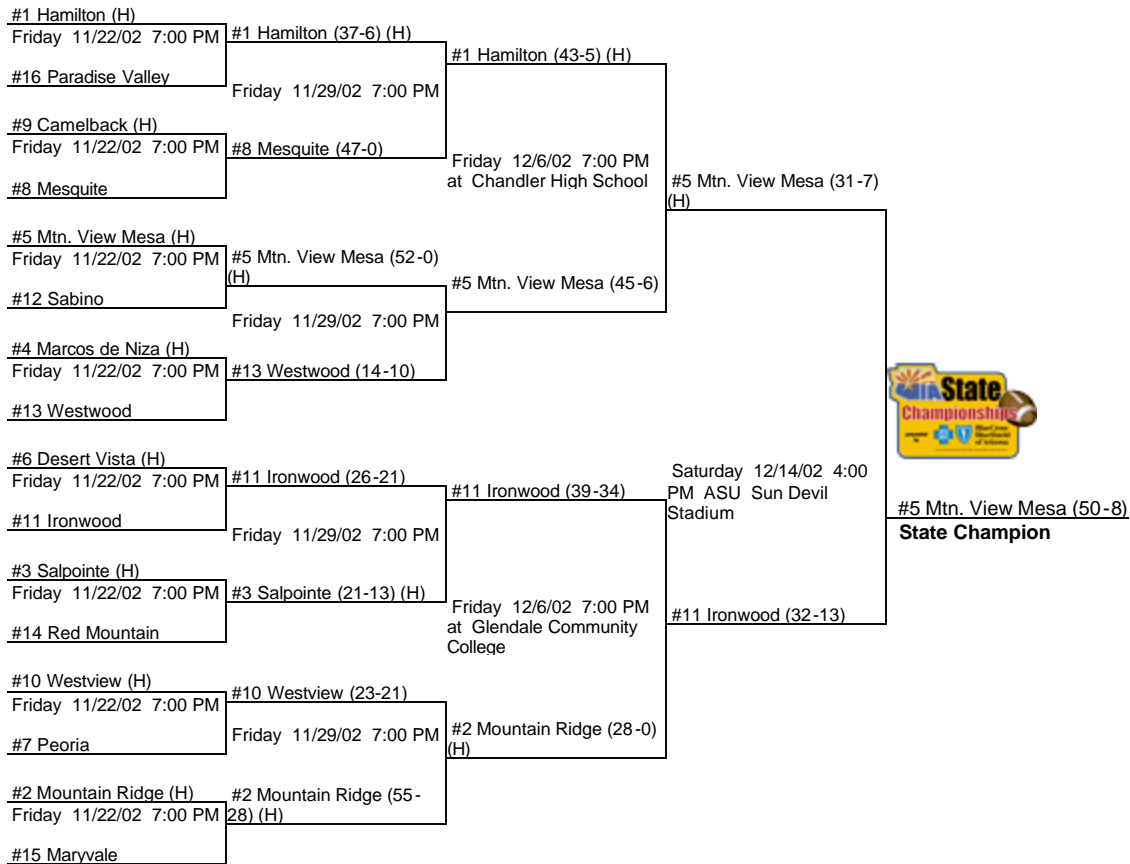 #1 Hamilton (H)
Friday 11/22/02 7:00 PM
#16 Paradise Valley
#9 Camelback (H)
Friday 11/22/02 7:00 PM
#8 Mesquite
#5 Mtn. View Mesa (H)
Friday 11/22/02 7:00 PM
#12 Sabino
#4 Marcos de Niza (H)
Friday 11/22/02 7:00 PM
#13 Westwood
#6 Desert Vista (H)
Friday 11/22/02 7:00 PM
#11 Ironwood
#3 Salpointe (H)
Friday 11/22/02 7:00 PM
#14 Red Mountain
#10 Westview (H)
Friday 11/22/02 7:00 PM
#7 Peoria
#2 Mountain Ridge (H)
Friday 11/22/02 7:00 PM
#15 Maryvale
#1 Hamilton (37-6) (H)
Friday 11/29/02 7:00 PM
#8 Mesquite (47-0)
#5 Mtn. View Mesa (52-0)
(H)
Friday 11/29/02 7:00 PM
#13 Westwood (14-10)
#11 Ironwood (26-21)
Friday 11/29/02 7:00 PM
#3 Salpointe (21-13) (H)
#10 Westview (23-21)
Friday 11/29/02 7:00 PM
#2 Mountain Ridge (55-
28) (H)
#1 Hamilton (43-5) (H)
Friday 12/6/02 7:00 PM
at Chandler High School
#5 Mtn. View Mesa (45-6)
#11 Ironwood (39-34)
Friday 12/6/02 7:00 PM
at Glendale Community
College
#2 Mountain Ridge (28-0)
(H)
#5 Mtn. View Mesa (31-7)
(H)
Saturday 12/14/02 4:00
PM ASU Sun Devil
Stadium
#11 Ironwood (32-13)
State
Championships
presented
by
BlueCross
BlueShield
of Arizona
#5 Mtn. View Mesa (50-8)
State Champion